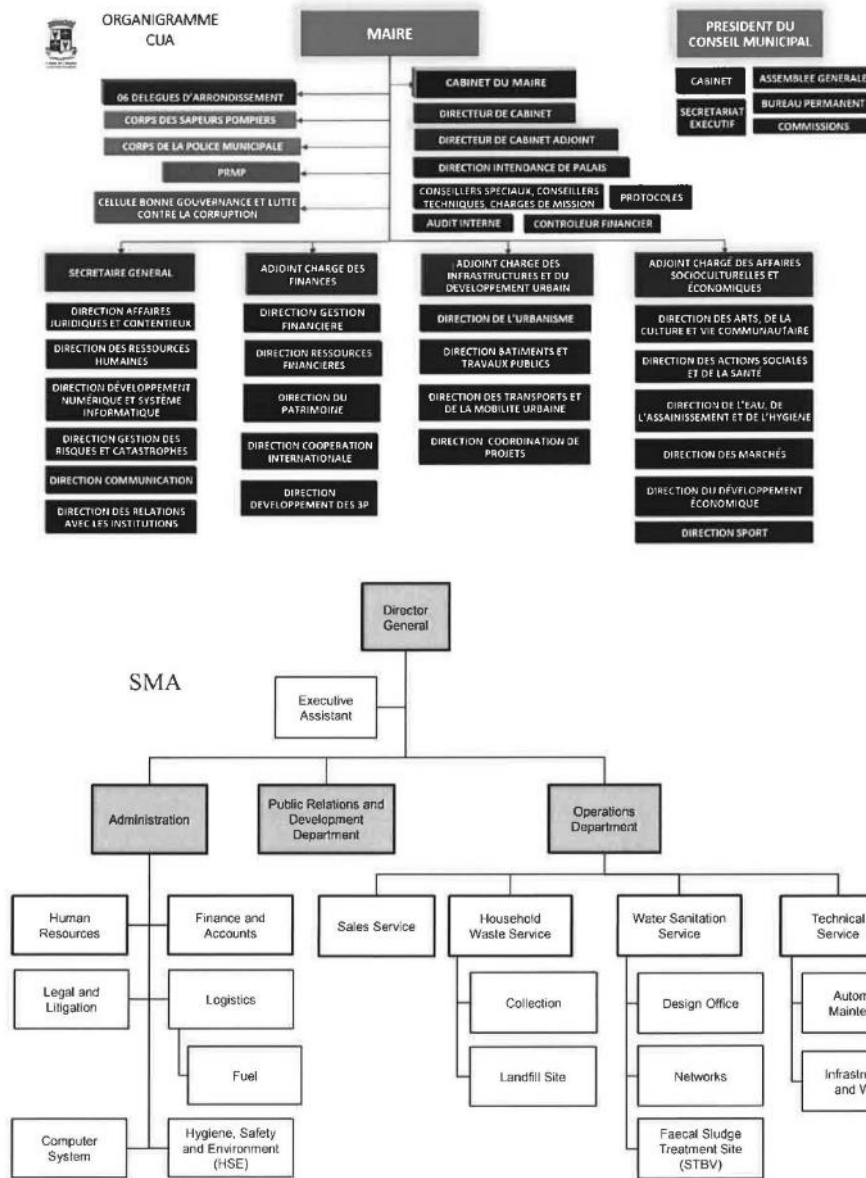 ORGANIGRAMME
CUA
MAIRE
PRESIDENT DU
CONSEIL MUNICIPAL
CABINET DU MAIRE
CABINET
ASSEMBLEE GENERALE
06 DELEGUES D'ARRONDISSEMENT
DIRECTEUR DE CABINET
SECRETARIAT
EXECUTIF
BUREAU PERMANENT
CORPS DES SAPEURS POMPIERS
COMMISSIONS
DIRECTEUR DE CABINET ADJOINT
CORPS DE LA POLICE MUNICIPALE
DIRECTION INTENDANCE DE PALAIS
PRMP
CONSEILLERS SPECIAUX, CONSEILLERS
TECHNIQUES, CHARGES DE MISSION
PROTOCOLES
CELLULE BONNE GOUVERNANCE ET LUTTE
CONTRE LA CORRUPTION
AUDIT INTERNE
CONTROLEUR FINANCIER
SECRETAIRE GENERAL
DIRECTION AFFAIRES
JURIDIQUES ET CONTENTIEUX
DIRECTION DES RESSOURCES
HUMAINES
DIRECTION DÉVELOPPEMENT
NUMÉRIQUE ET SYSTÈME
INFORMATIQUE
DIRECTION GESTION DES
RISQUES ET CATASTROPHES
DIRECTION COMMUNICATION
DIRECTION DES RELATIONS
AVEC LES INSTITUTIONS
ADJOINT CHARGE DES
FINANCES
DIRECTION GESTION
FINANCIERE
DIRECTION RESSOURCES
FINANCIERES
DIRECTION DU
PATRIMOINE
DIRECTION COOPERATION
INTERNATIONALE
DIRECTION
DEVELOPPEMENT DES 3P
ADJOINT CHARGE DES
INFRASTRUCTURES ET DU
DEVELOPPEMENT URBAIN
DIRECTION DE L'URBANISME
DIRECTION BATIMENTS ET
TRAVAUX PUBLICS
DIRECTION DES TRANSPORTS ET
DE LA MOBILITE URBAINE
DIRECTION COORDINATION DE
PROJETS
ADJOINT CHARGÉ DES AFFAIRES
SOCIOCULTURELLES ET
ÉCONOMIQUES
DIRECTION DES ARTS, DE LA
CULTURE ET VIE COMMUNAUTAIRE
DIRECTION DES ACTIONS SOCIALES
ET DE LA SANTÉ
DIRECTION DE L'EAU, DE
L'ASSAINISSEMENT ET DE L'HYGIENE
DIRECTION DES MARCHÉS
DIRECTION DU DÉVELOPPEMENT
ÉCONOMIQUE
DIRECTION SPORT
Director
General
SMA
Executive
Assistant
Administration
Public Relations and
Development
Department
Operations
Department
Human
Resources
Finance and
Accounts
Legal and
Litigation
Logistics
Fuel
Computer
System
Hygiene, Safety
and Environment
(HSE)
Sales Service
Household
Waste Service
Collection
Landfill Site
Water Sanitation
Service
Design Office
Networks
Faecal Sludge
Treatment Site
(STBV)
Technical
Service
Autom
Mainte
Infrastre
and W